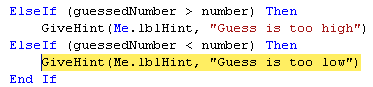 ElseIf (guessedNumber > number) Then
    GiveHint(Me.lblHint, "Guess is too high")
ElseIf (guessedNumber < number) Then
    GiveHint(Me.lblHint, "Guess is too low")
End If